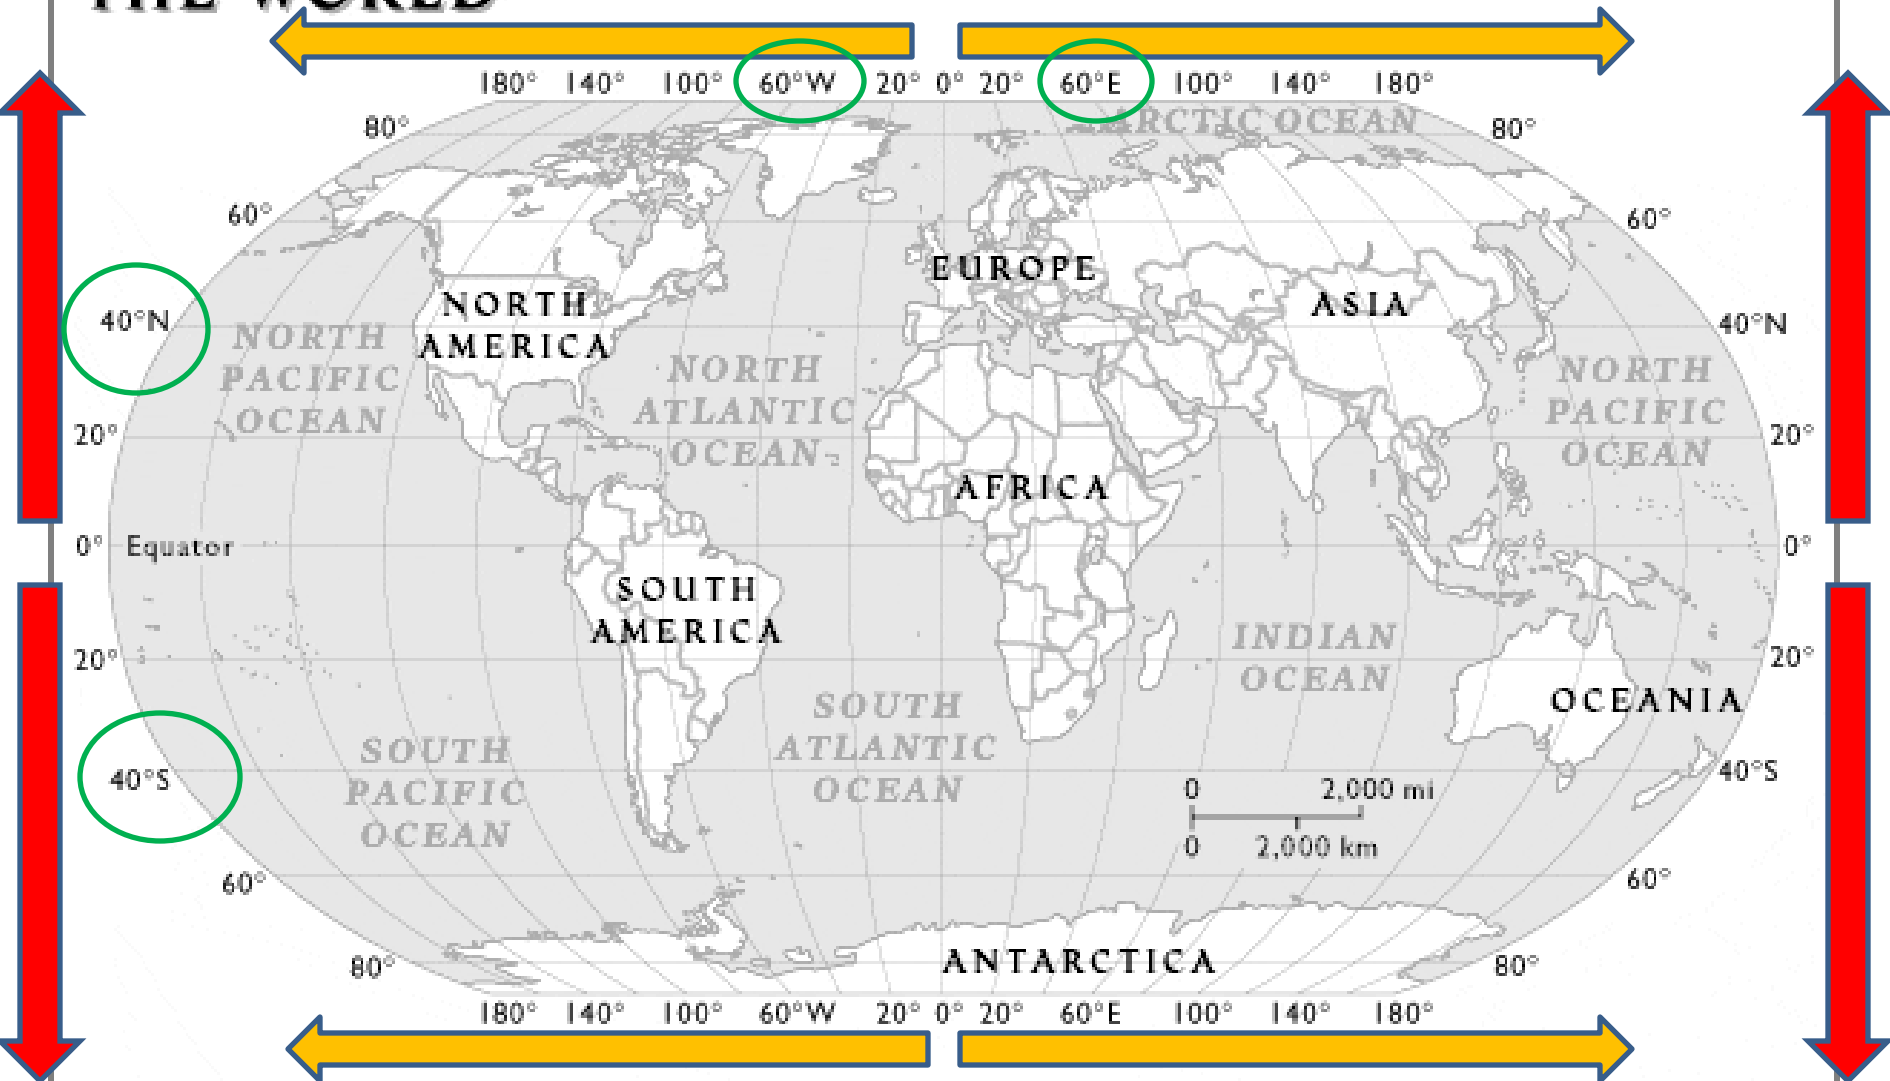 THE WORLD
180° 140° 100° 60°W 20° 0° 20° 60°E 100° 140° 180°
ARCTIC OCEAN
80° 80°
60° 60°
EUROPE
NORTH
AMERICA
ASIA
40°N 40°N
NORTH
PACIFIC
OCEAN
NORTH
ATLANTIC
OCEAN
NORTH
PACIFIC
OCEAN
20° 20°
AFRICA
0° Equator 0°
SOUTH
AMERICA
INDIAN
OCEAN
20° 20°
OCEANIA
SOUTH
ATLANTIC
OCEAN
SOUTH
PACIFIC
OCEAN
40°S 40°S
0 2,000 mi
0 2,000 km
60° 60°
ANTARCTICA
80° 80°
180° 140° 100° 60°W 20° 0° 20° 60°E 100° 140° 180°